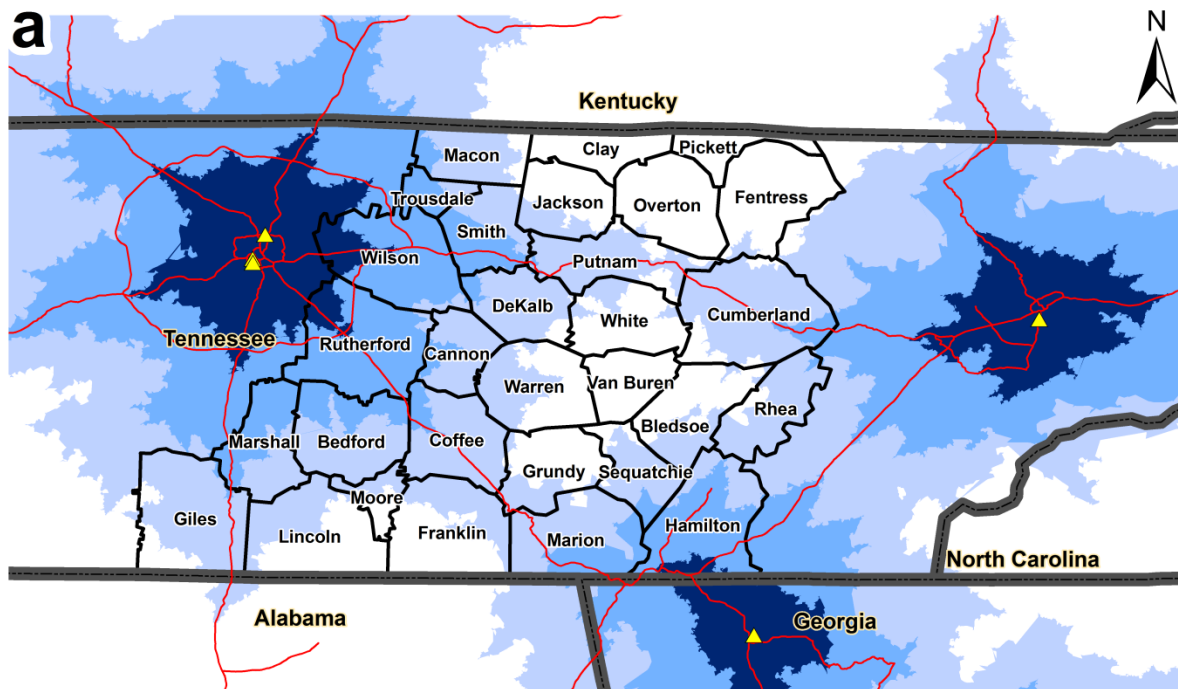 a
N
Kentucky
Macon
Clay
Pickett
Trousdale
Jackson
Overton
Fentress
Smith
Wilson
Putnam
DeKalb
White
Cumberland
Tennessee
Rutherford
Cannon
Warren
Van Buren
Rhea
Marshall
Bedford
Coffee
Bledsoe
Grundy
Sequatchie
Moore
Giles
Lincoln
Franklin
Marion
Hamilton
North Carolina
Alabama
Georgia